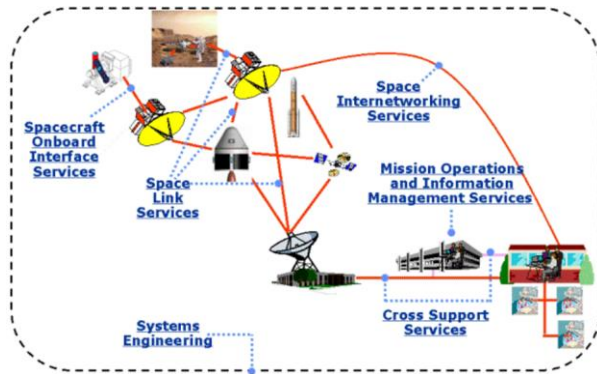 Space
Internetworking
Services
Spacecraft
Onboard
Interface
Services
Space
Link
Services
Mission Operations
and Information
Management Services
Cross Support
Services
Systems
Engineering